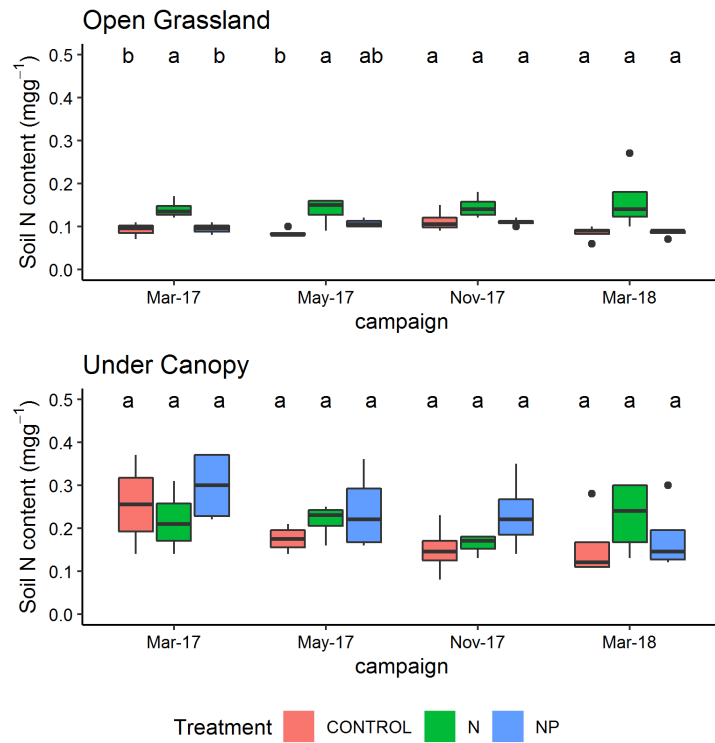 Open Grassland
b a b b a ab a a a a a a
0.5
0.4
0.3
0.2
0.1
0.0
Soil N content (mgg⁻¹)
Mar-17 May-17 Nov-17 Mar-18
campaign
Under Canopy
a a a a a a a a a a a a
0.5
0.4
0.3
0.2
0.1
0.0
Soil N content (mgg⁻¹)
Mar-17 May-17 Nov-17 Mar-18
campaign
Treatment CONTROL N NP